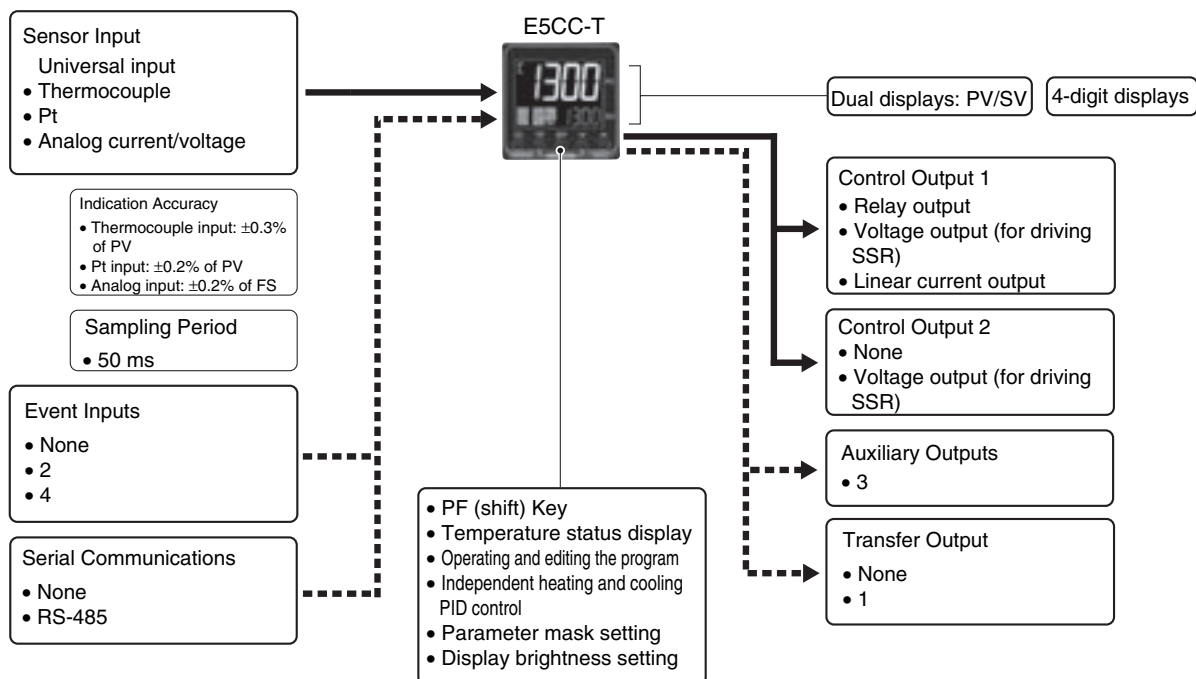 E5CC-T
Sensor Input
Universal input
• Thermocouple
• Pt
• Analog current/voltage
1300
1300
Dual displays: PV/SV
4-digit displays
Indication Accuracy
• Thermocouple input: ±0.3%
of PV
• Pt input: ±0.2% of PV
• Analog input: ±0.2% of FS
Sampling Period
• 50 ms
Event Inputs
• None
• 2
• 4
Serial Communications
• None
• RS-485
• PF (shift) Key
• Temperature status display
• Operating and editing the program
• Independent heating and cooling
PID control
• Parameter mask setting
• Display brightness setting
Control Output 1
• Relay output
• Voltage output (for driving
SSR)
• Linear current output
Control Output 2
• None
• Voltage output (for driving
SSR)
Auxiliary Outputs
• 3
Transfer Output
• None
• 1